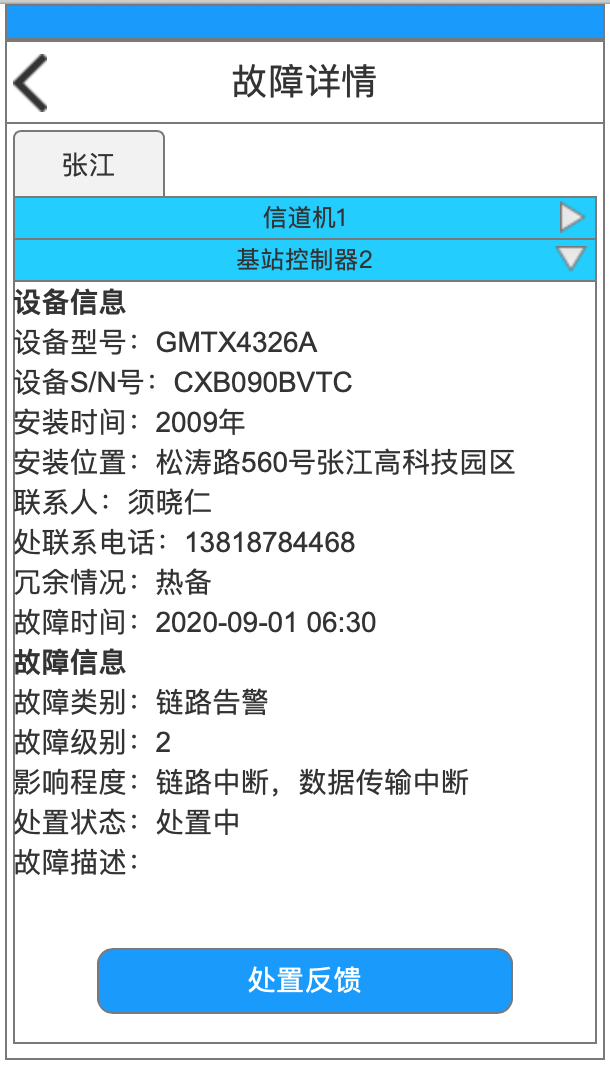 故障详情
张江
信道机1
基站控制器2
设备信息
设备型号：GMTX4326A
设备S/N号：CXB090BVTC
安装时间：2009年
安装位置：松涛路560号张江高科技园区
联系人：须晓仁
处联系电话：13818784468
冗余情况：热备
故障时间：2020-09-01 06:30
故障信息
故障类别：链路告警
故障级别：2
影响程度：链路中断，数据传输中断
处置状态：处置中
故障描述：
处置反馈